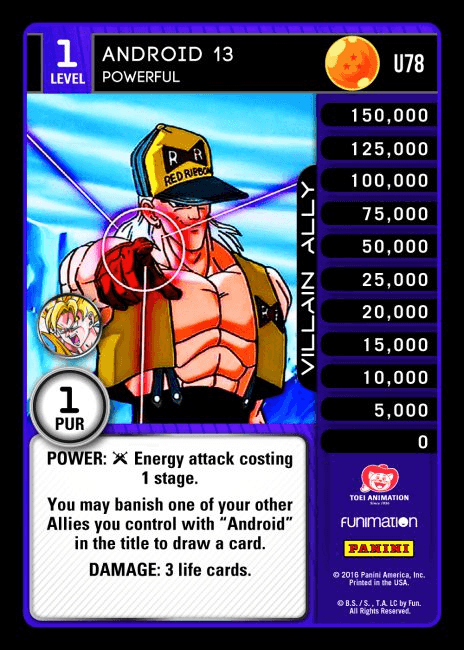 1
LEVEL
ANDROID 13
POWERFUL
U78
R R
RED RIBBON
VILLAIN ALLY
150,000
125,000
100,000
75,000
50,000
25,000
20,000
15,000
10,000
5,000
0
1
PUR
POWER: Energy attack costing
1 stage.
You may banish one of your other
Allies you control with “Android”
in the title to draw a card.
DAMAGE: 3 life cards.
TOEI ANIMATION
Since 1956
FUNIMATION
PANINI
© 2016 Panini America, Inc.
Printed in the USA.
© B.S. / S. , T.A. LC by Fun.
All Rights Reserved.